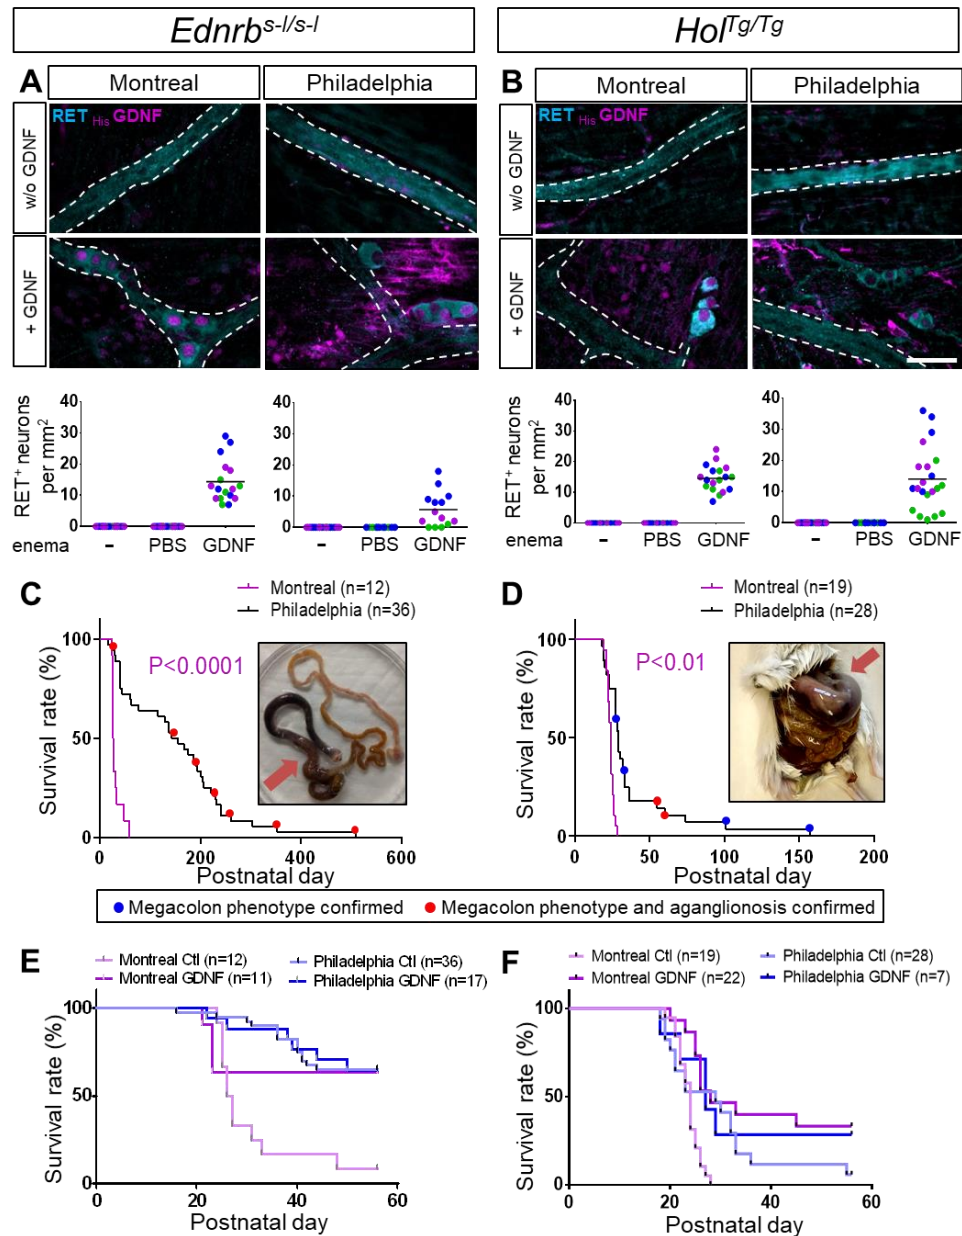 Ednrb^s-l/s-l
Hol^Tg/Tg
A
Montreal
Philadelphia
B
Montreal
Philadelphia
RET His GDNF
RET His GDNF
w/o GDNF
w/o GDNF
+ GDNF
+ GDNF
RET+ neurons
per mm2
40
30
20
10
0
40
30
20
10
0
RET+ neurons
per mm2
40
30
20
10
0
40
30
20
10
0
enema - PBS GDNF
- PBS GDNF
enema - PBS GDNF
- PBS GDNF
C
Montreal (n=12)
Philadelphia (n=36)
P<0.0001
Survival rate (%)
100
50
0
0 200 400 600
Postnatal day
D
Montreal (n=19)
Philadelphia (n=28)
P<0.01
Survival rate (%)
100
50
0
0 50 100 150 200
Postnatal day
Megacolon phenotype confirmed
Megacolon phenotype and aganglionosis confirmed
E
Montreal Ctl (n=12)
Philadelphia Ctl (n=36)
Montreal GDNF (n=11)
Philadelphia GDNF (n=17)
Survival rate (%)
100
50
0
0 20 40 60
Postnatal day
F
Montreal Ctl (n=19)
Philadelphia Ctl (n=28)
Montreal GDNF (n=22)
Philadelphia GDNF (n=7)
Survival rate (%)
100
50
0
0 20 40 60
Postnatal day